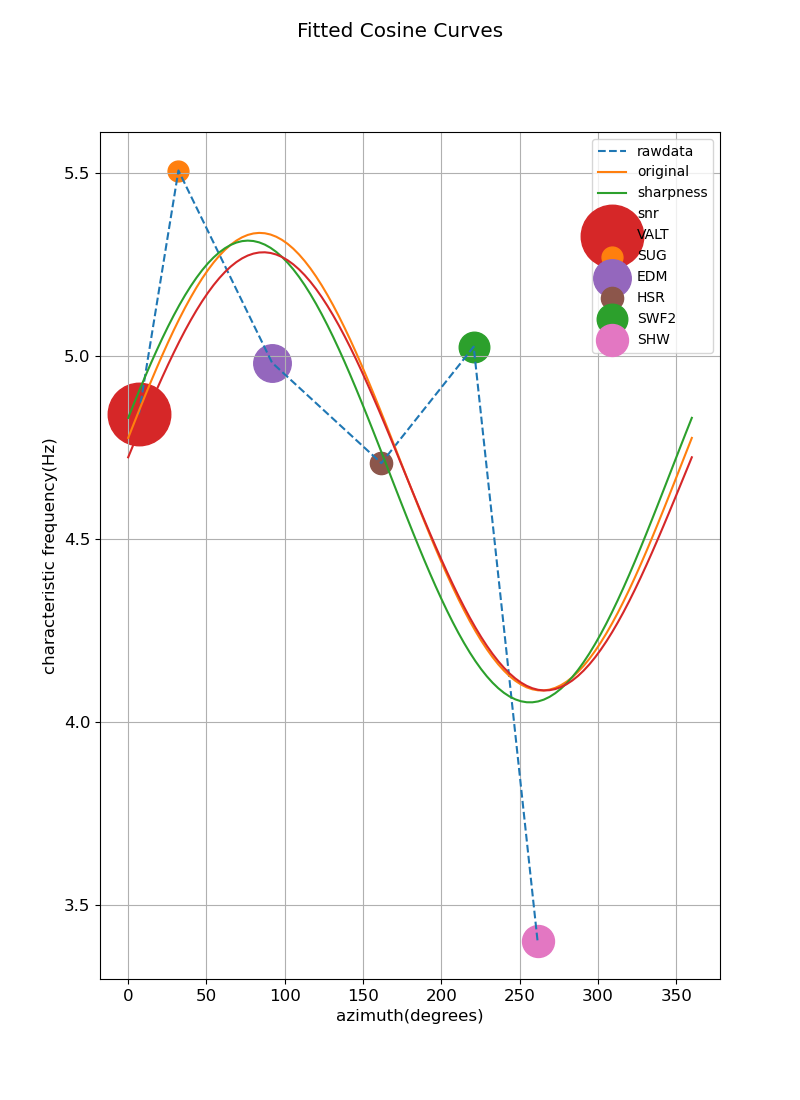 Fitted Cosine Curves
rawdata
original
sharpness
snr
VALT
SUG
EDM
HSR
SWF2
SHW
characteristic frequency(Hz)
5.5
5.0
4.5
4.0
3.5
0 50 100 150 200 250 300 350
azimuth(degrees)